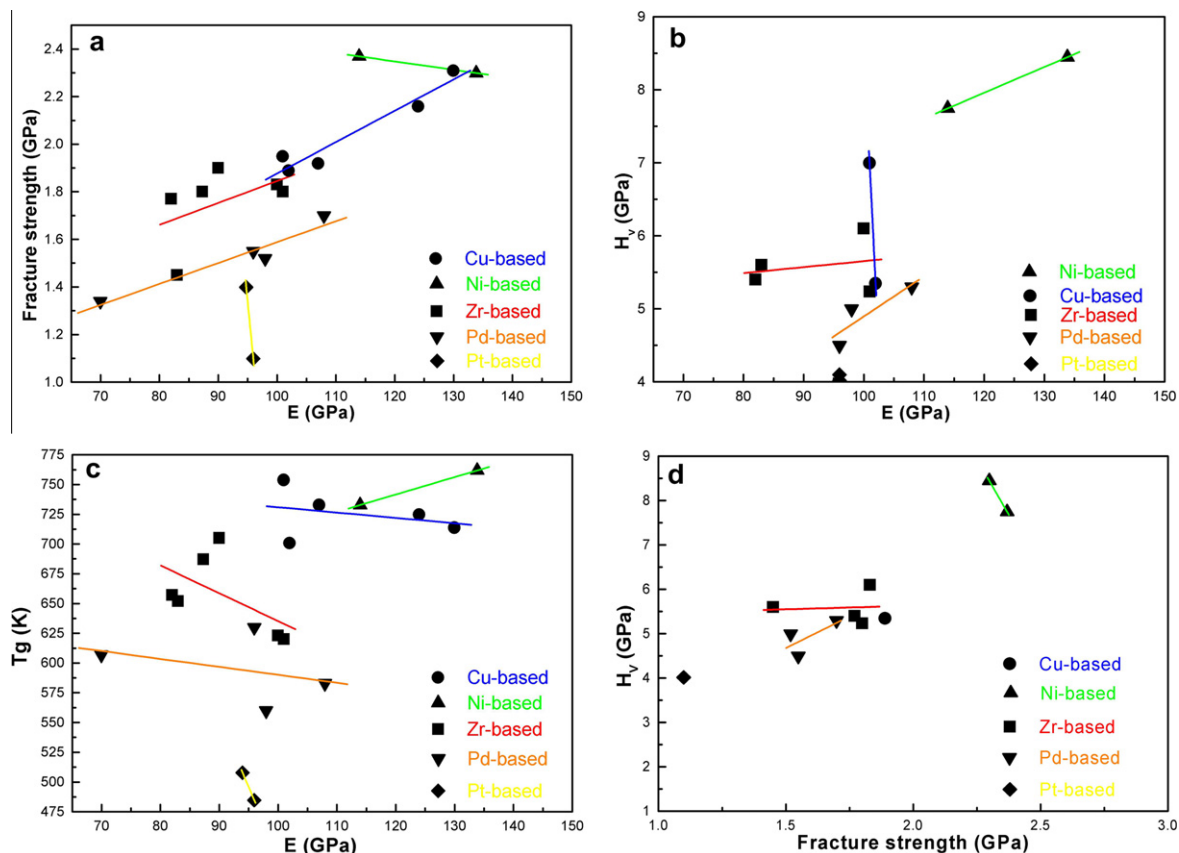 a
Fracture strength (GPa)
2.4
2.2
2.0
1.8
1.6
1.4
1.2
1.0
Cu-based
Ni-based
Zr-based
Pd-based
Pt-based
70 80 90 100 110 120 130 140 150
E (GPa)
b
Hv (GPa)
9
8
7
6
5
4
Ni-based
Cu-based
Zr-based
Pd-based
Pt-based
70 80 90 100 110 120 130 140 150
E (GPa)
c
Tg (K)
775
750
725
700
675
650
625
600
575
550
525
500
475
Cu-based
Ni-based
Zr-based
Pd-based
Pt-based
70 80 90 100 110 120 130 140 150
E (GPa)
d
Hv (GPa)
9
8
7
6
5
4
3
2
1
Cu-based
Ni-based
Zr-based
Pd-based
Pt-based
1.0 1.5 2.0 2.5 3.0
Fracture strength (GPa)